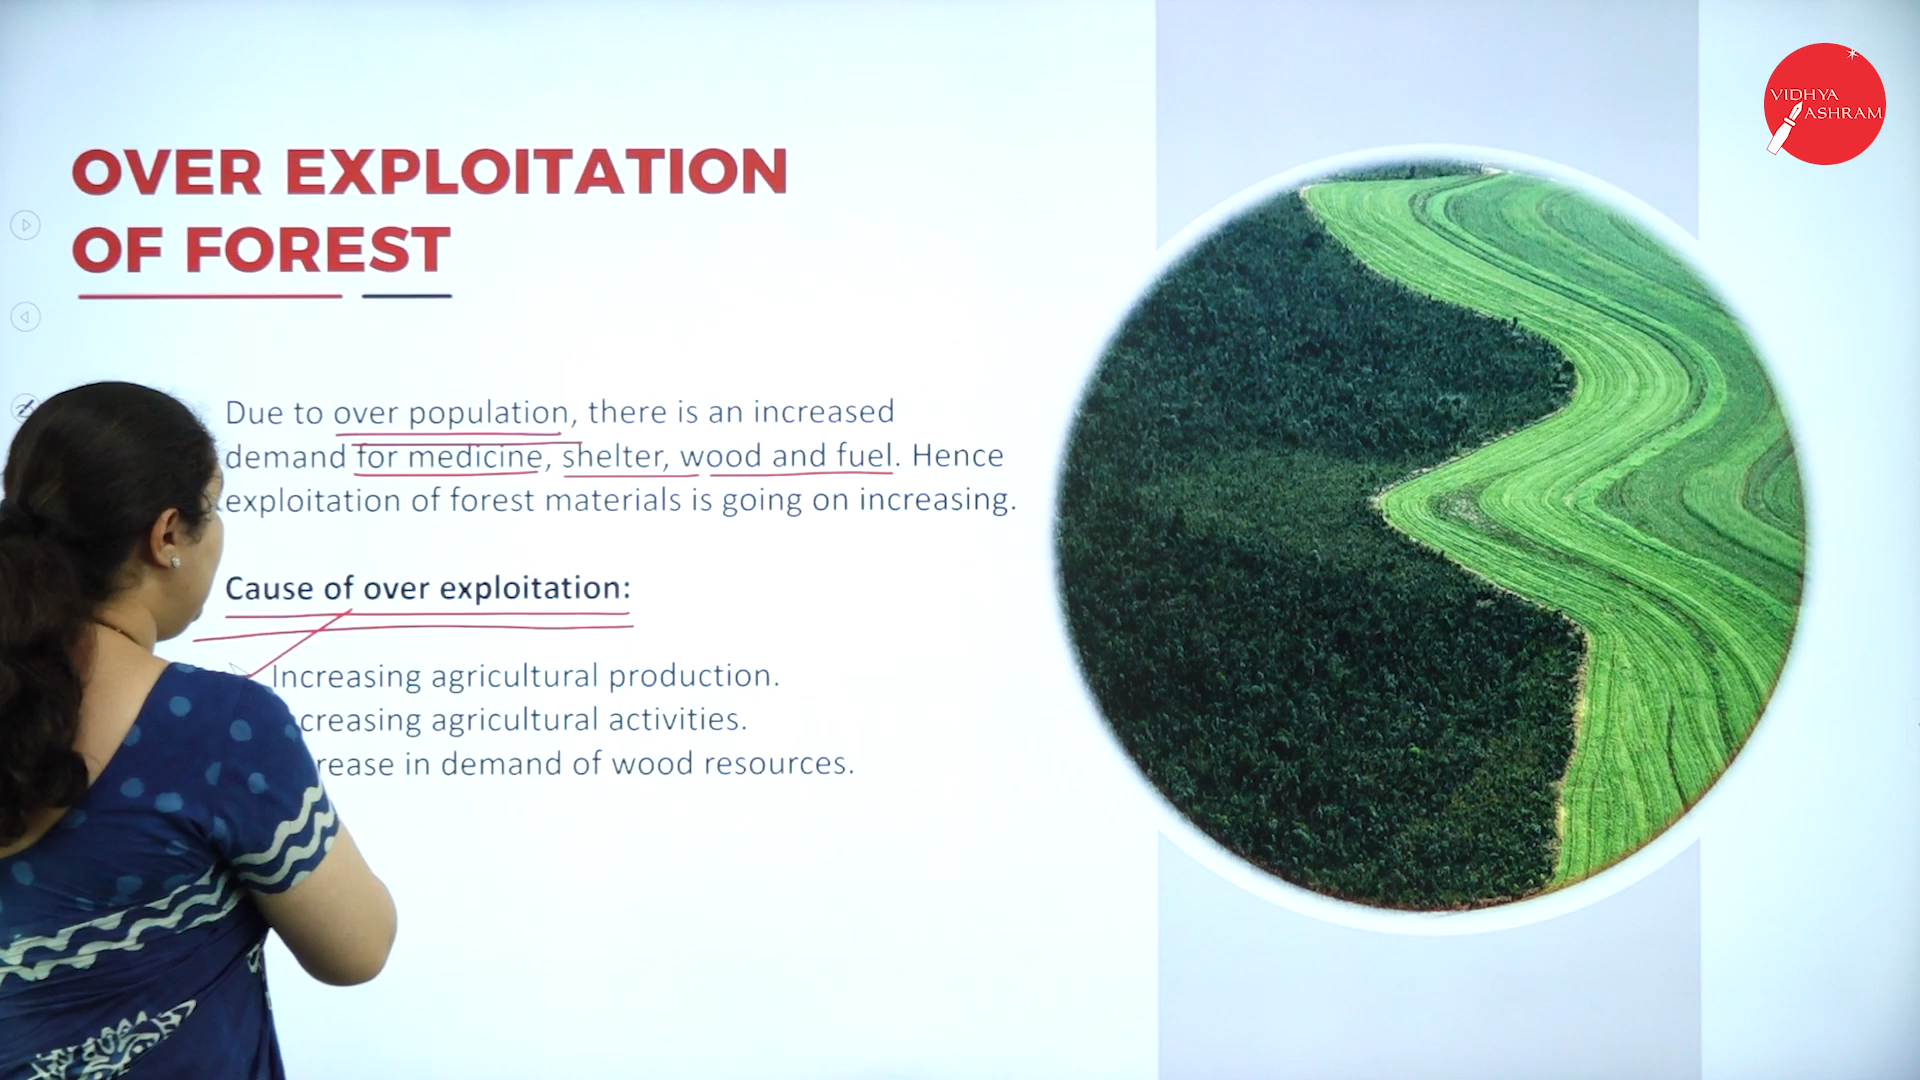 VIDHYA
ASHRAM
OVER EXPLOITATION
OF FOREST
Due to over population, there is an increased
demand for medicine, shelter, wood and fuel. Hence
exploitation of forest materials is going on increasing.
Cause of over exploitation:
Increasing agricultural production.
agricultural activities.
in demand of wood resources.